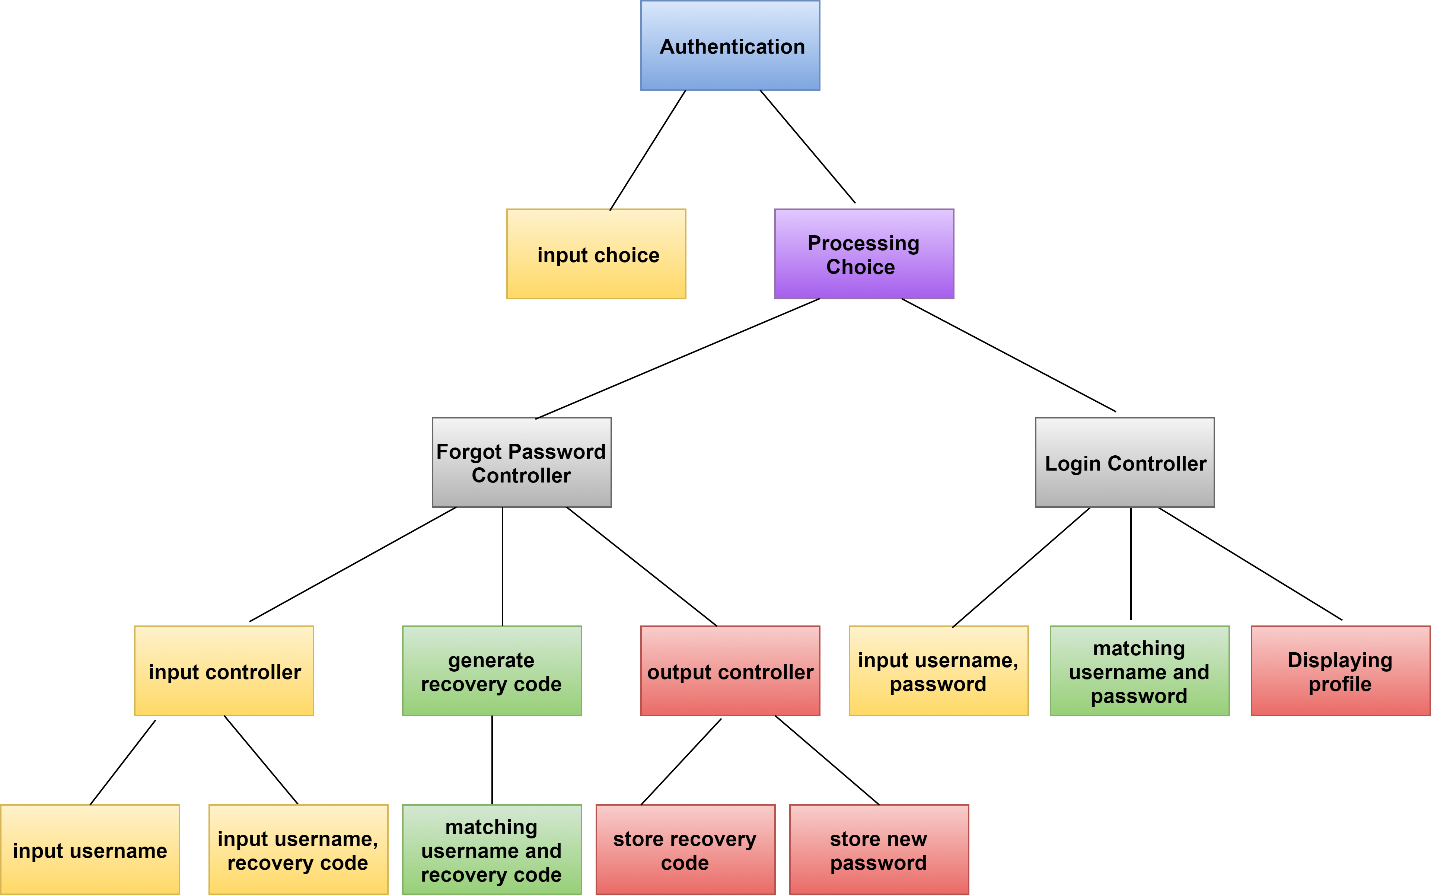 Authentication
input choice
Processing
Choice
Forgot Password
Controller
Login Controller
input controller
generate
recovery code
output controller
input username,
password
matching
username and
password
Displaying
profile
input username
input username,
recovery code
matching
username and
recovery code
store recovery
code
store new
password